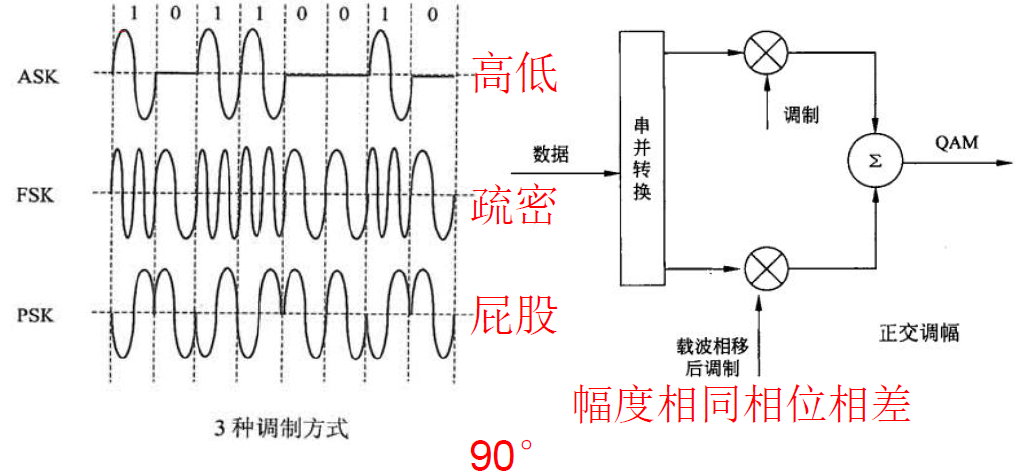 1 0 1 1 0 0 1 0
ASK
高低
FSK
疏密
PSK
屁股
3种调制方式
数据
串并转换
调制
Σ
QAM
载波相移
后调制
正交调幅
幅度相同相位相差
90°